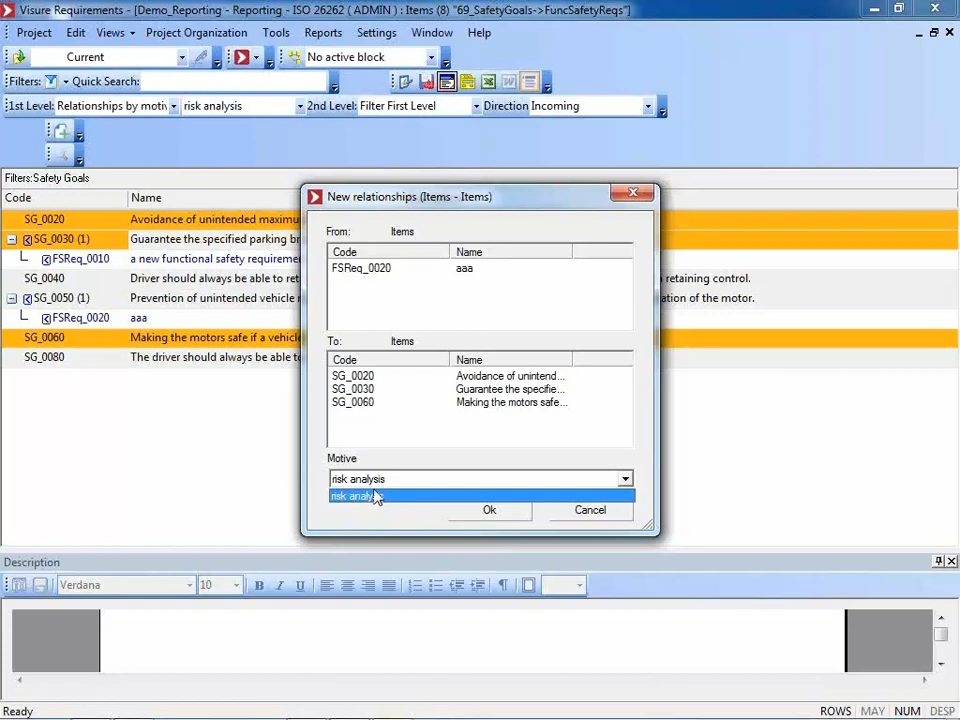 Visure Requirements - [Demo_Reporting - Reporting - ISO 26262 ( ADMIN ) : Items (8) "69_SafetyGoals->FuncSafetyReqs"]
Project Edit Views Project Organization Tools Reports Settings Window Help
Current No active block
Filters: Quick Search:
1st Level: Relationships by motiv risk analysis 2nd Level: Filter First Level Direction Incoming
Filters:Safety Goals
Code Name
SG_0020 Avoidance of unintended maximu
SG_0030 (1) Guarantee the specified parking br
FSReq_0010 a new functional safety requireme
SG_0040 Driver should always be able to ret retaining control.
SG_0050 (1) Prevention of unintended vehicle ation of the motor.
FSReq_0020 aaa
SG_0060 Making the motors safe if a vehicl
SG_0080 The driver should always be able to
New relationships (Items - Items)
From: Items
Code Name
FSReq_0020 aaa
To: Items
Code Name
SG_0020 Avoidance of unintend...
SG_0030 Guarantee the specifie...
SG_0060 Making the motors safe...
Motive
risk analysis
risk analysis
Ok Cancel
Description
Verdana 10 B I U
Ready ROWS MAY NUM DESP